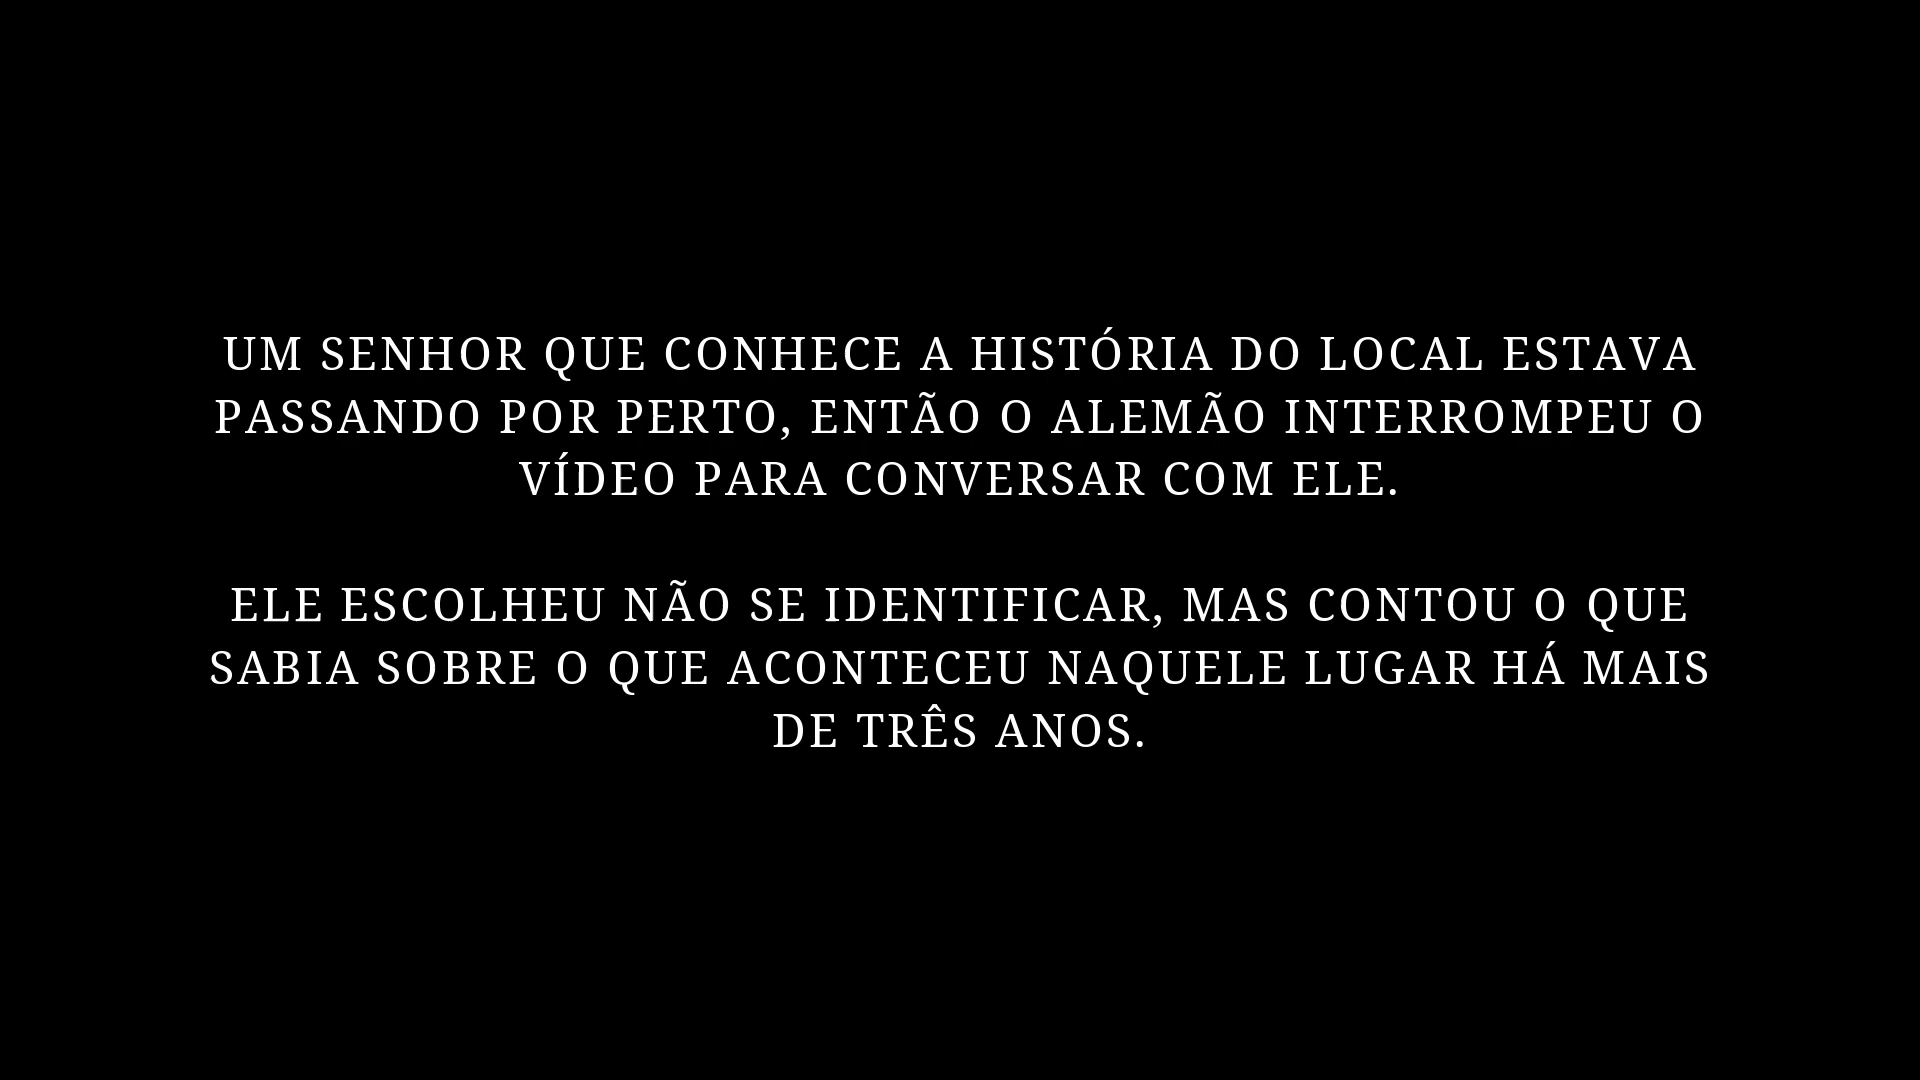 UM SENHOR QUE CONHECE A HISTÓRIA DO LOCAL ESTAVA
PASSANDO POR PERTO, ENTÃO O ALEMÃO INTERROMPEU O
VÍDEO PARA CONVERSAR COM ELE.
ELE ESCOLHEU NÃO SE IDENTIFICAR, MAS CONTOU O QUE
SABIA SOBRE O QUE ACONTECEU NAQUELE LUGAR HÁ MAIS
DE TRÊS ANOS.